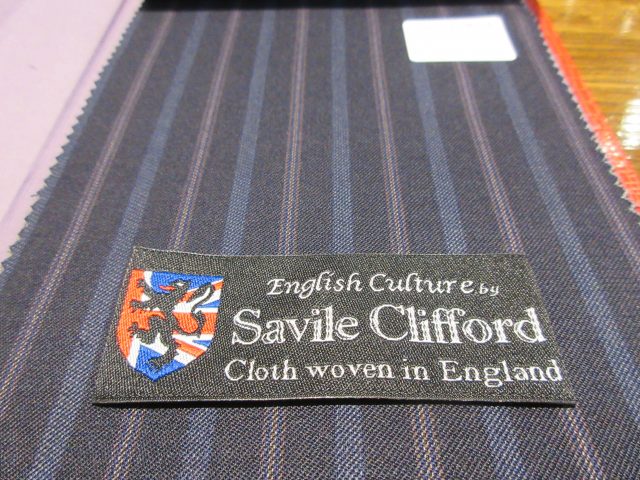 English Culture by
Savile Clifford
Cloth woven in England